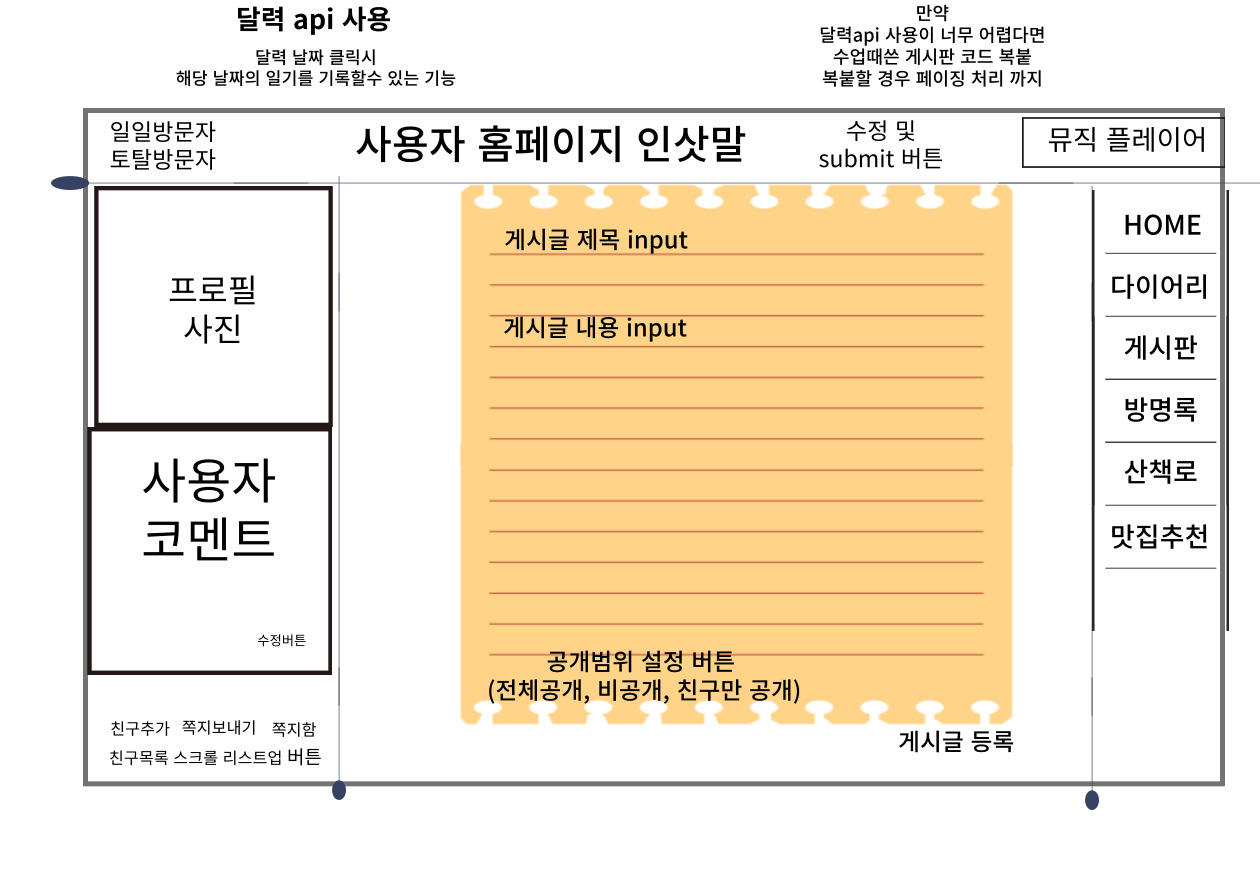 달력 api 사용
달력 날짜 클릭시
해당 날짜의 일기를 기록할수 있는 기능
만약
달력api 사용이 너무 어렵다면
수업때쓴 게시판 코드 복붙
복붙할 경우 페이징 처리 까지
일일방문자
토탈방문자
사용자 홈페이지 인삿말
수정 및
submit 버튼
뮤직 플레이어
프로필
사진
사용자
코멘트
수정버튼
친구추가 쪽지보내기 쪽지함
친구목록 스크롤 리스트업 버튼
게시글 제목 input
게시글 내용 input
공개범위 설정 버튼
(전체공개, 비공개, 친구만 공개)
게시글 등록
HOME
다이어리
게시판
방명록
산책로
맛집추천